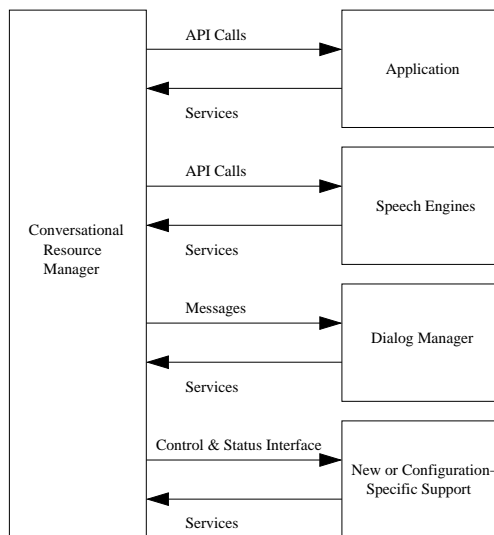 API Calls
Application
Services
API Calls
Speech Engines
Services
Conversational
Resource
Manager
Messages
Dialog Manager
Services
Control & Status Interface
New or Configuration-
Specific Support
Services